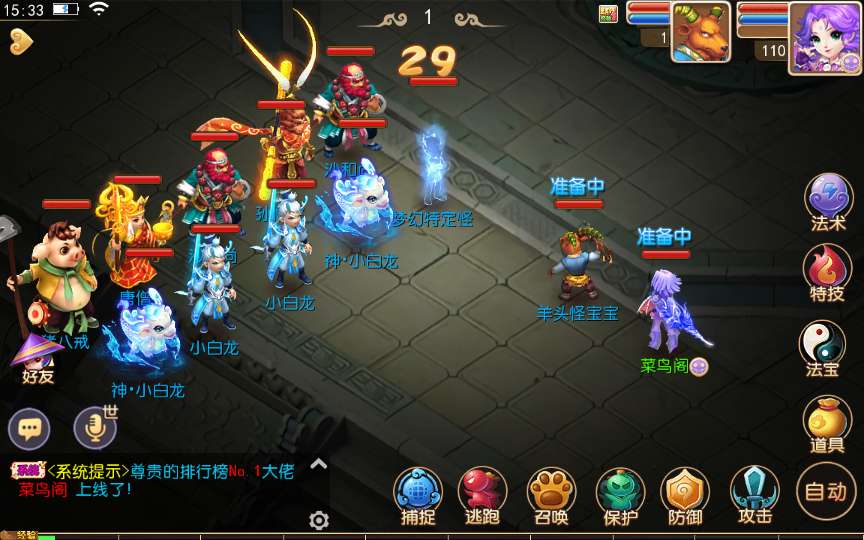 15:33
1
29
1
110
沙和
梦幻特定怪
准备中
准备中
神·小白龙
小白龙
唐僧
羊头怪宝宝
八戒
小白龙
菜鸟阁
神·小白龙
好友
世
法术
特技
法宝
道具
自动
系统 <系统提示>尊贵的排行榜No.1大佬
菜鸟阁 上线了!
捕捉
逃跑
召唤
保护
防御
攻击
经验